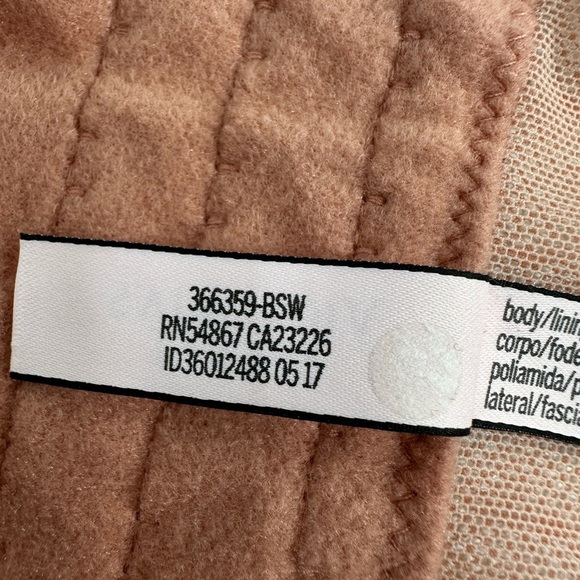 366359-BSW
RN54867 CA23226
ID36012488 05 17
body/linin
corpo/fode
poliamida/p
lateral/fascia